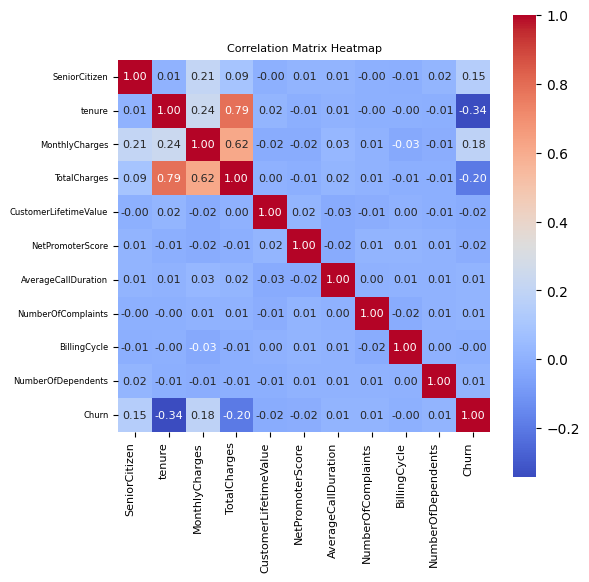 Correlation Matrix Heatmap
SeniorCitizen 1.00 0.01 0.21 0.09 -0.00 0.01 0.01 -0.00 -0.01 0.02 0.15
tenure 0.01 1.00 0.24 0.79 0.02 -0.01 0.01 -0.00 -0.00 -0.01 -0.34
MonthlyCharges 0.21 0.24 1.00 0.62 -0.02 -0.02 0.03 0.01 -0.03 -0.01 0.18
TotalCharges 0.09 0.79 0.62 1.00 0.00 -0.01 0.02 0.01 -0.01 -0.01 -0.20
CustomerLifetimeValue -0.00 0.02 -0.02 0.00 1.00 0.02 -0.03 -0.01 0.00 -0.01 -0.02
NetPromoterScore 0.01 -0.01 -0.02 -0.01 0.02 1.00 -0.02 0.01 0.01 0.01 -0.02
AverageCallDuration 0.01 0.01 0.03 0.02 -0.03 -0.02 1.00 0.00 0.01 0.01 0.01
NumberOfComplaints -0.00 -0.00 0.01 0.01 -0.01 0.01 0.00 1.00 -0.02 0.01 0.01
BillingCycle -0.01 -0.00 -0.03 -0.01 0.00 0.01 0.01 -0.02 1.00 0.00 -0.00
NumberOfDependents 0.02 -0.01 -0.01 -0.01 -0.01 0.01 0.01 0.01 0.00 1.00 0.01
Churn 0.15 -0.34 0.18 -0.20 -0.02 -0.02 0.01 0.01 -0.00 0.01 1.00
SeniorCitizen
tenure
MonthlyCharges
TotalCharges
CustomerLifetimeValue
NetPromoterScore
AverageCallDuration
NumberOfComplaints
BillingCycle
NumberOfDependents
Churn
1.0
0.8
0.6
0.4
0.2
0.0
−0.2